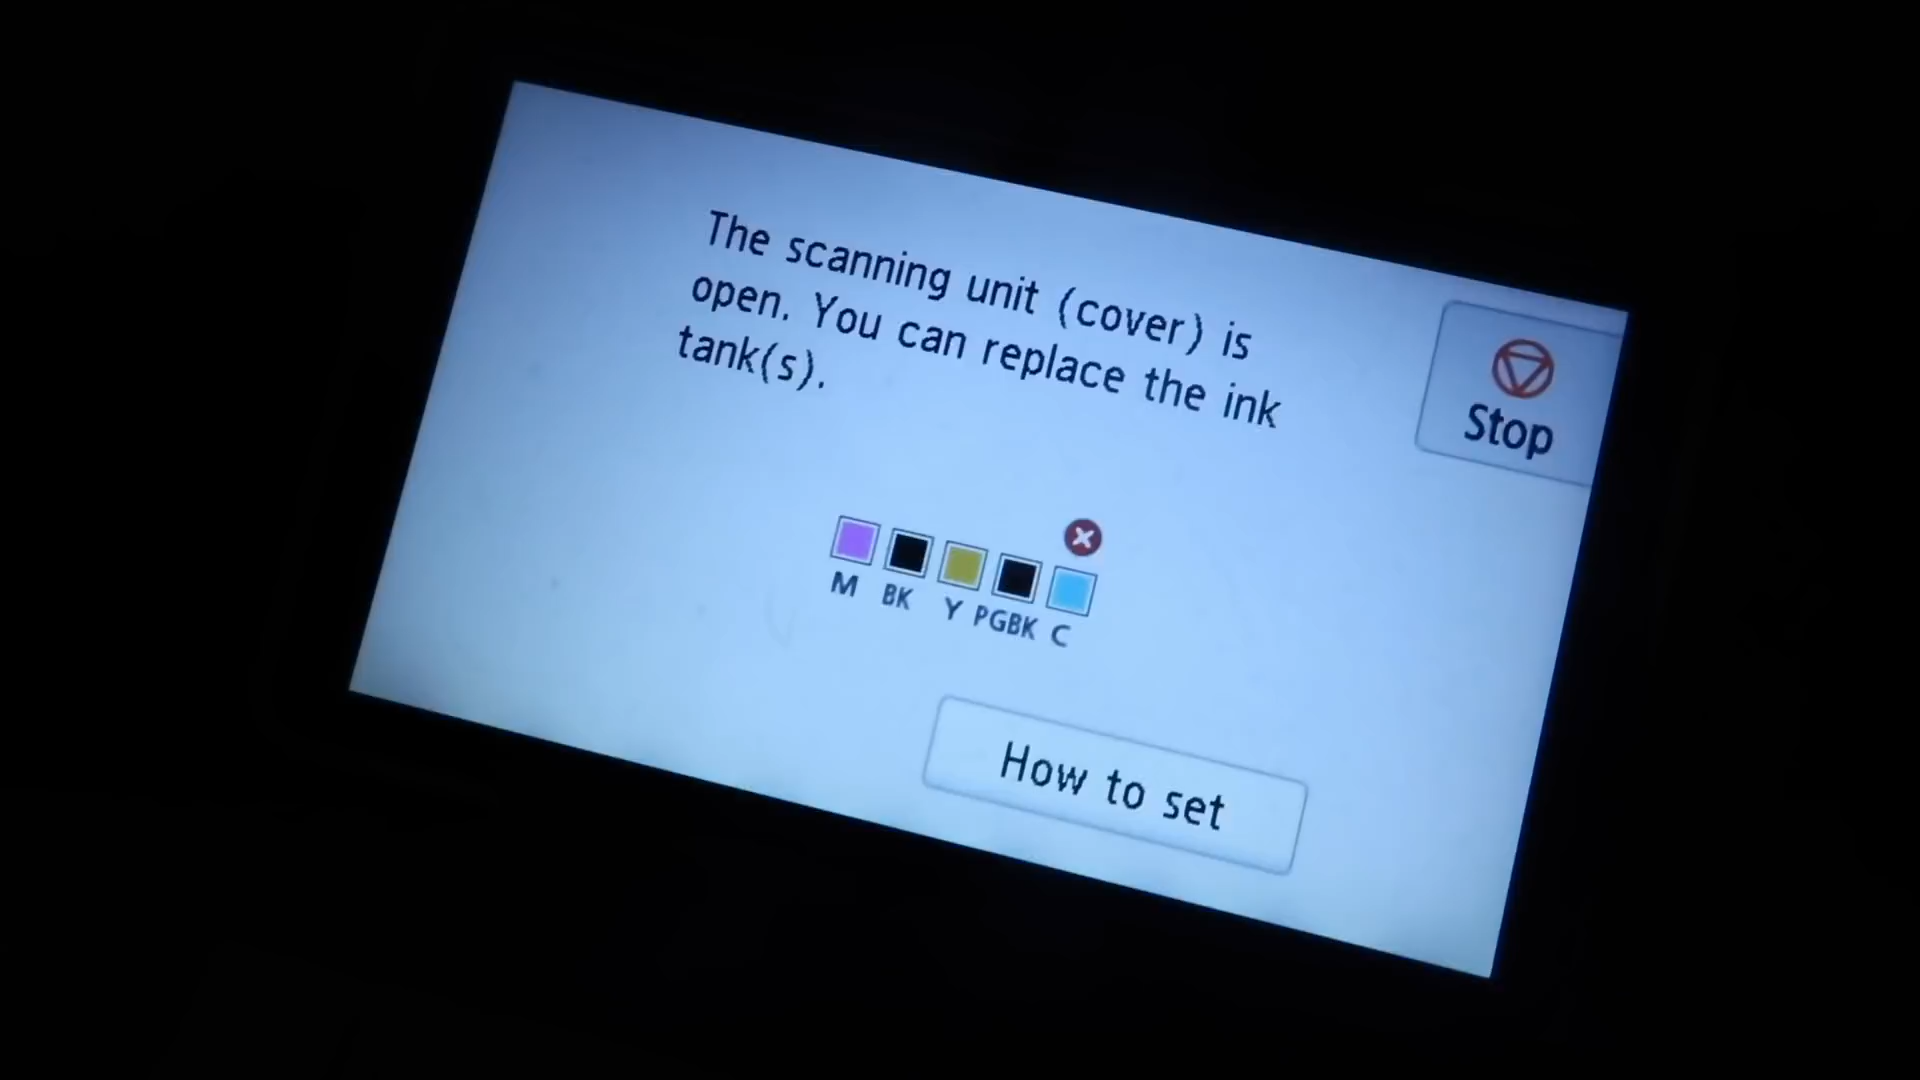 The scanning unit (cover) is
open. You can replace the ink
tank(s).
Stop
M BK Y PGBK C
How to set